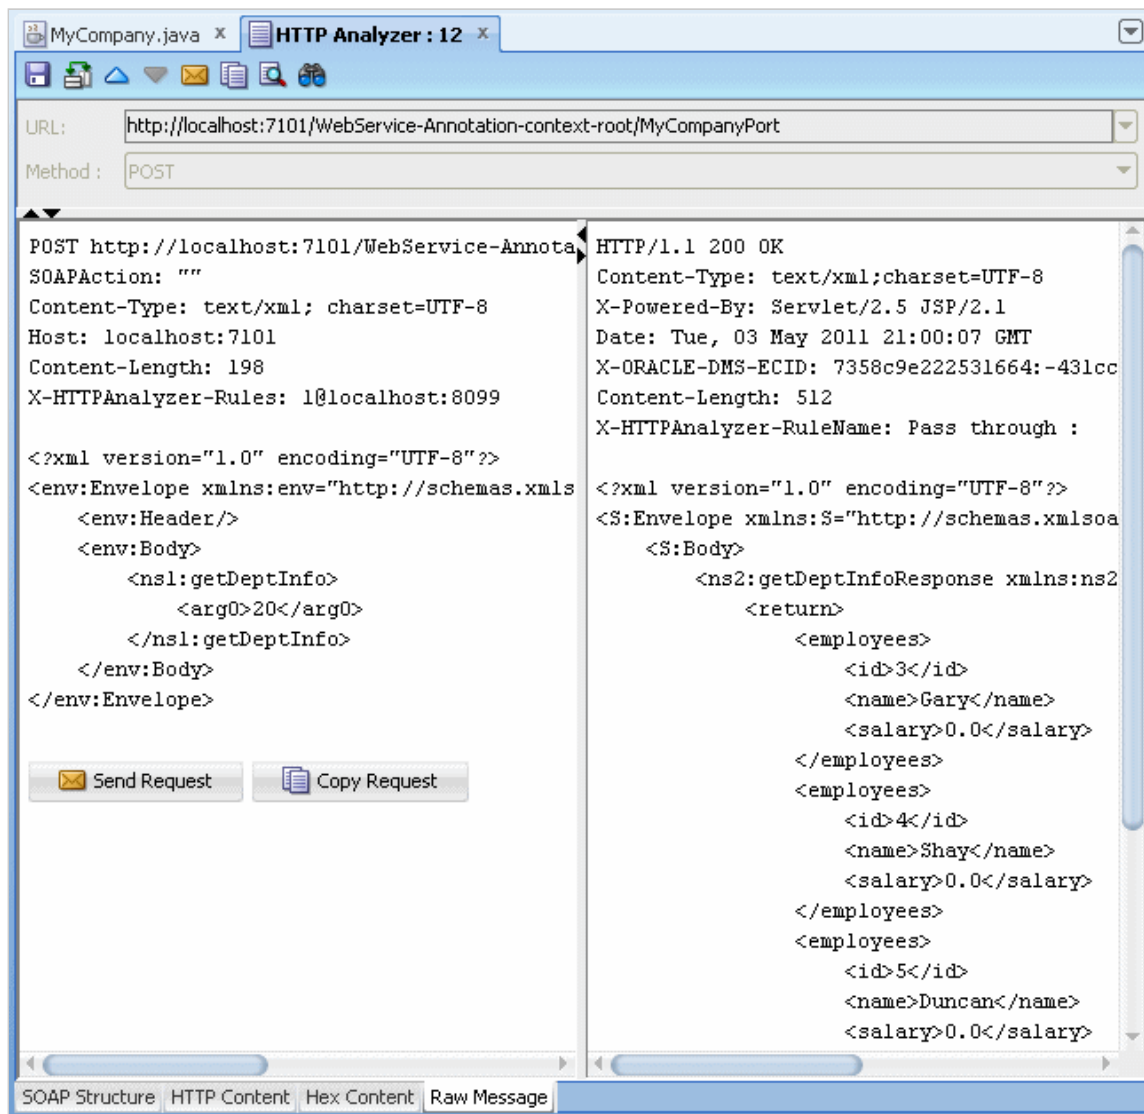 MyCompany.java x
HTTP Analyzer : 12 x
URL: http://localhost:7101/WebService-Annotation-context-root/MyCompanyPort
Method : POST
POST http://localhost:7101/WebService-Annota
SOAPAction: ""
Content-Type: text/xml; charset=UTF-8
Host: localhost:7101
Content-Length: 198
X-HTTPAnalyzer-Rules: 1@localhost:8099
<?xml version="1.0" encoding="UTF-8"?>
<env:Envelope xmlns:env="http://schemas.xmls
<env:Header/>
<env:Body>
<ns1:getDeptInfo>
<arg0>20</arg0>
</ns1:getDeptInfo>
</env:Body>
</env:Envelope>
Send Request
Copy Request
HTTP/1.1 200 OK
Content-Type: text/xml;charset=UTF-8
X-Powered-By: Servlet/2.5 JSP/2.1
Date: Tue, 03 May 2011 21:00:07 GMT
X-ORACLE-DMS-ECID: 7358c9e222531664:-431cc
Content-Length: 512
X-HTTPAnalyzer-RuleName: Pass through :
<?xml version="1.0" encoding="UTF-8"?>
<S:Envelope xmlns:S="http://schemas.xmlsoa
<S:Body>
<ns2:getDeptInfoResponse xmlns:ns2
<return>
<employees>
<id>3</id>
<name>Gary</name>
<salary>0.0</salary>
</employees>
<employees>
<id>4</id>
<name>Shay</name>
<salary>0.0</salary>
</employees>
<employees>
<id>5</id>
<name>Duncan</name>
<salary>0.0</salary>
SOAP Structure
HTTP Content
Hex Content
Raw Message